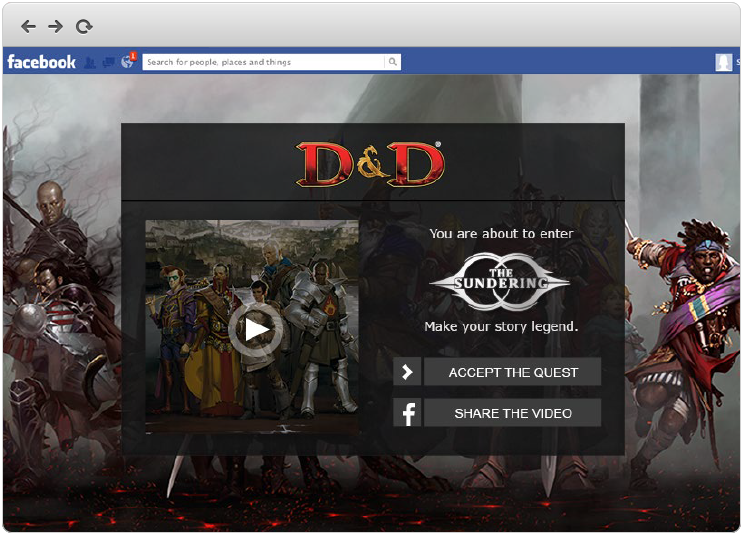 facebook
1
Search for people, places and things
D&D®
You are about to enter
THE
SUNDERING
Make your story legend.
ACCEPT THE QUEST
f
SHARE THE VIDEO